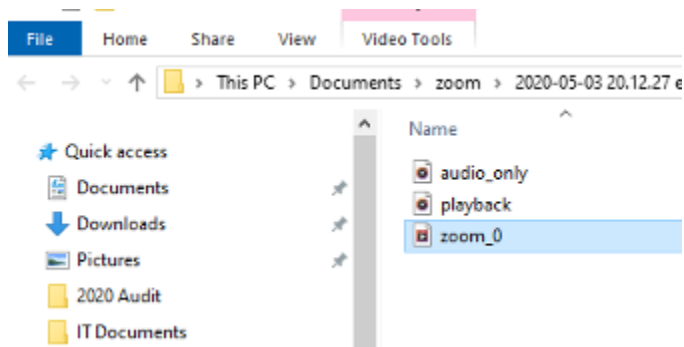 File Home Share View Video Tools
This PC > Documents > zoom > 2020-05-03 20.12.27
Name
Quick access
audio_only
Documents
playback
Downloads
zoom_0
Pictures
2020 Audit
IT Documents